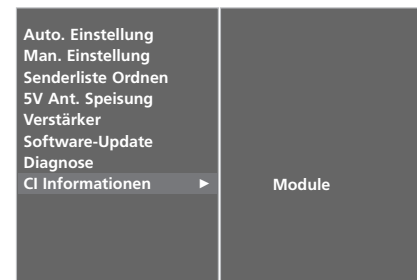 Auto. Einstellung
Man. Einstellung
Senderliste Ordnen
5V Ant. Speisung
Verstärker
Software-Update
Diagnose
CI Informationen ►
Module